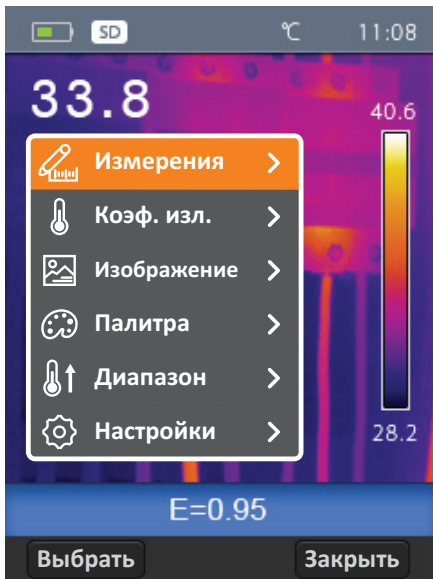 SD °C 11:08
33.8
40.6
Измерения
Коэф. изл.
Изображение
Палитра
Диапазон
Настройки
28.2
E=0.95
Выбрать Закрыть